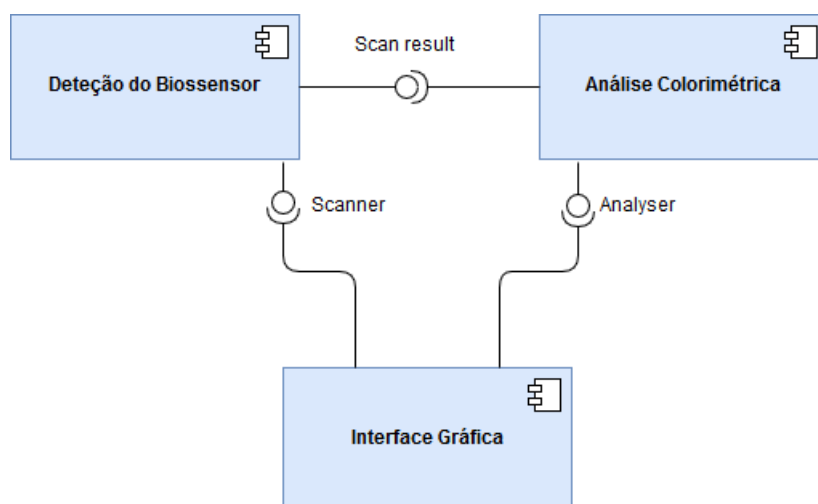 Scan result
Deteção do Biossensor
Análise Colorimétrica
Scanner
Analyser
Interface Gráfica